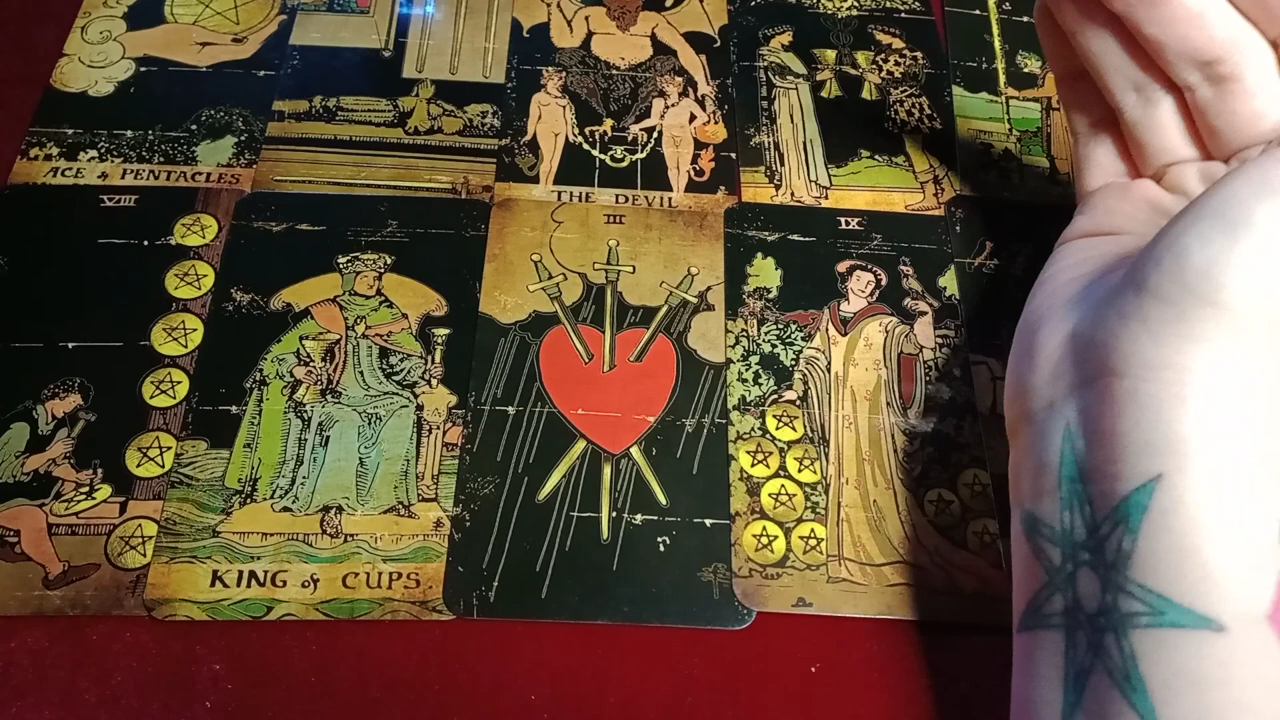 ACE of PENTACLES
THE DEVIL.
VIII
III
IX
KING of CUPS.